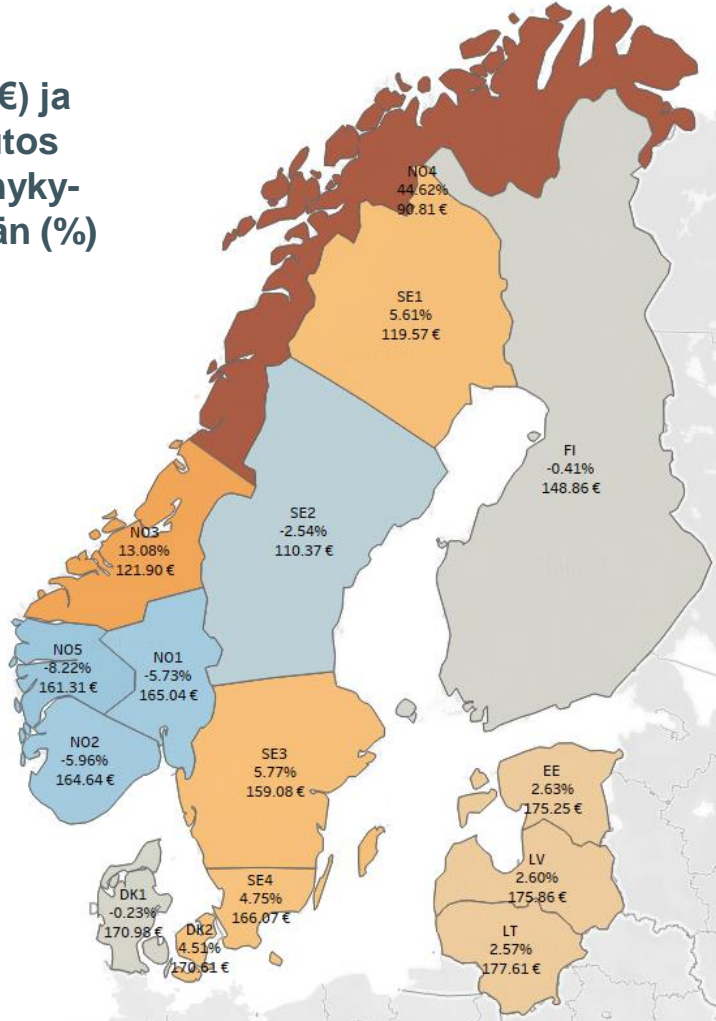 €) ja
utos
nyky-
än (%)
NO4
44.62%
90.81 €
SE1
5.61%
119.57 €
FI
-0.41%
148.86 €
SE2
-2.54%
110.37 €
NO3
13.08%
121.90 €
NO5
-8.22%
161.31 €
NO1
-5.73%
165.04 €
NO2
-5.96%
164.64 €
SE3
5.77%
159.08 €
EE
2.63%
175.25 €
LV
2.60%
175.86 €
SE4
4.75%
166.07 €
DK1
-0.23%
170.98 €
DK2
4.51%
170.61 €
LT
2.57%
177.61 €